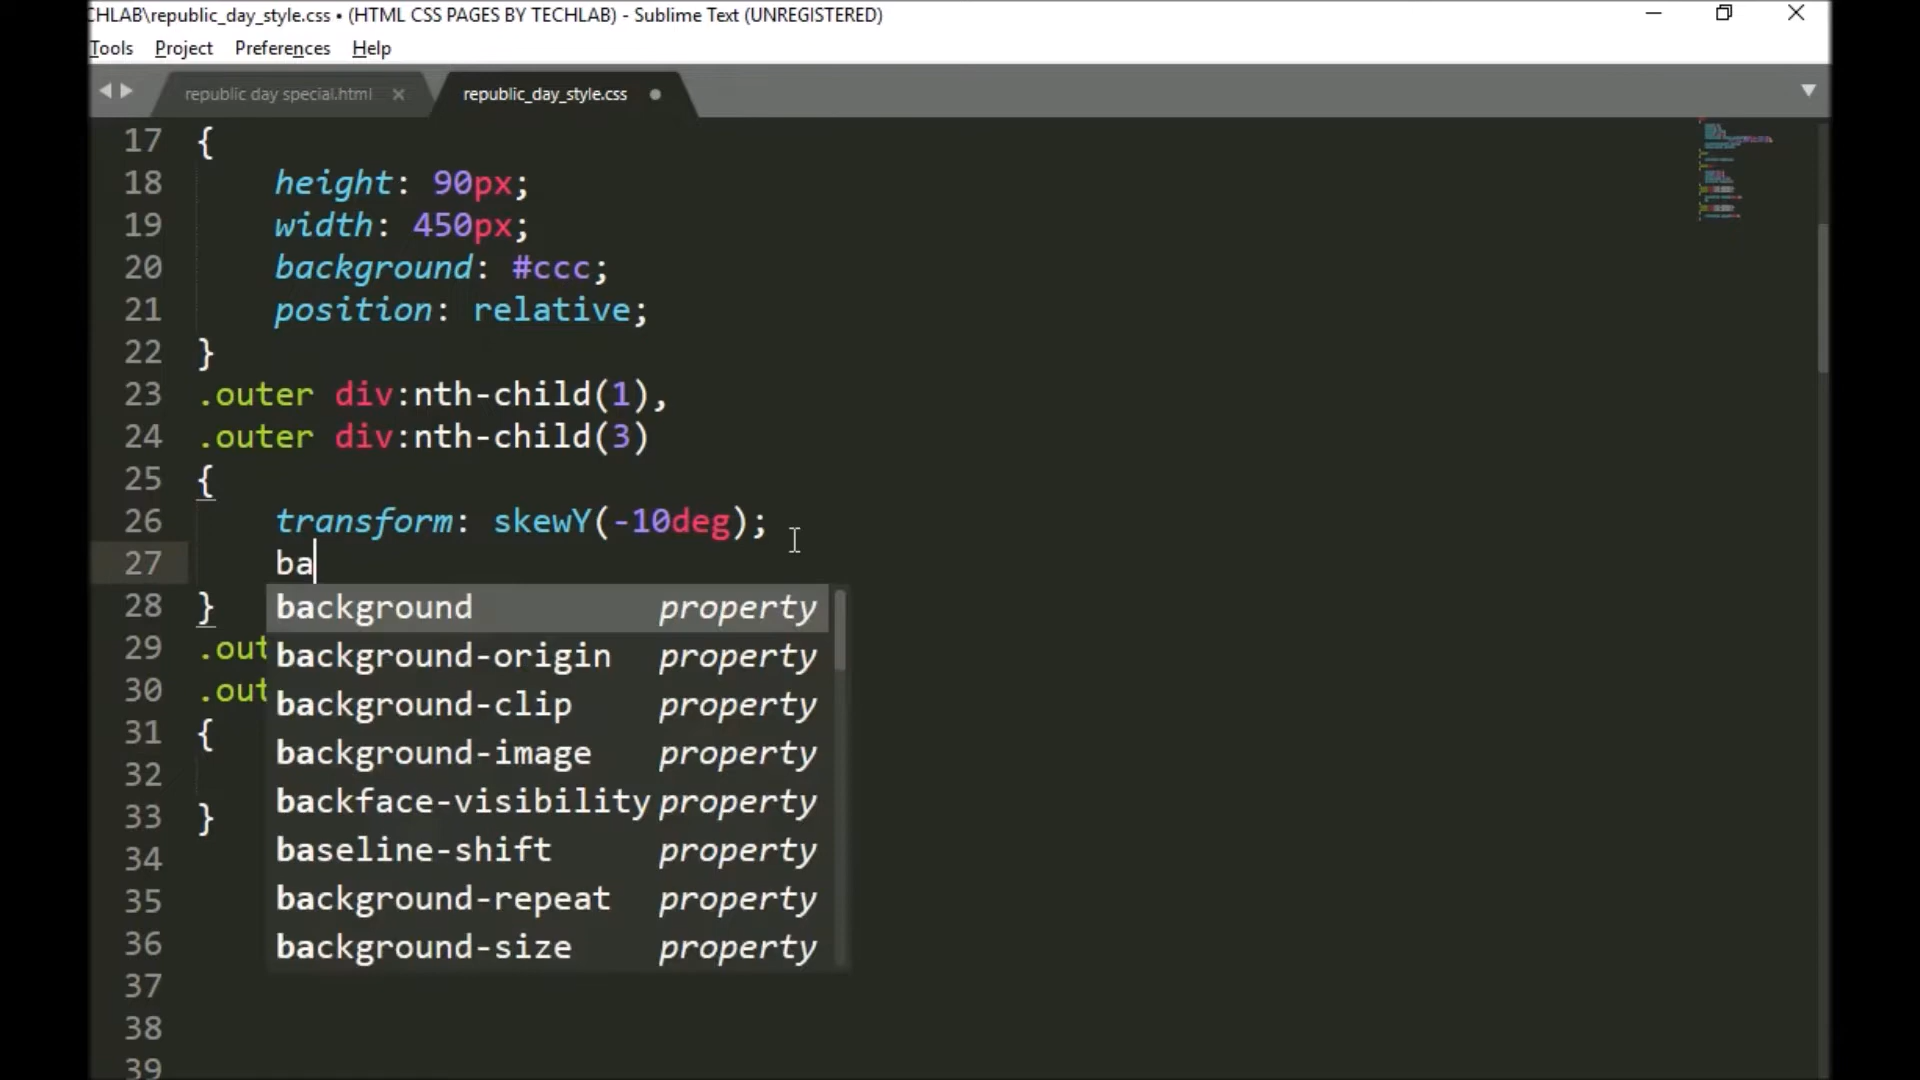 CHLAB\republic_day_style.css • (HTML CSS PAGES BY TECHLAB) - Sublime Text (UNREGISTERED)
Tools Project Preferences Help
republic day special.html republic_day_style.css
17 {
18 height: 90px;
19 width: 450px;
20 background: #ccc;
21 position: relative;
22 }
23 .outer div:nth-child(1),
24 .outer div:nth-child(3)
25 {
26 transform: skewY(-10deg);
27 ba
28 } background property
29 .out background-origin property
30 .out background-clip property
31 { background-image property
32 backface-visibility property
33 } baseline-shift property
34
35 background-repeat property
36 background-size property
37
38
39